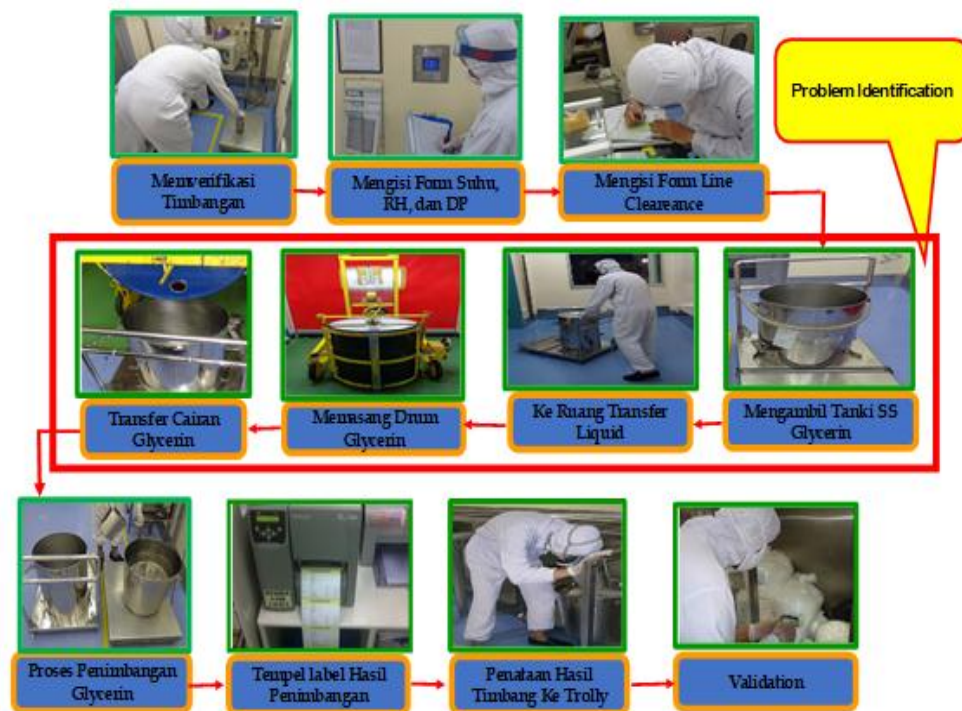 Problem Identification
Memverifikasi
Timbangan
Mengisi Form Suhu,
RH, dan DP
Mengisi Form Line
Cleareance
Transfer Cairan
Glycerin
Memasang Drum
Glycerin
Ke Ruang Transfer
Liquid
Mengambil Tanki SS
Glycerin
Proses Penimbangan
Glycerin
Tempel label Hasil
Penimbangan
Penataan Hasil
Timbang Ke Trolly
Validation